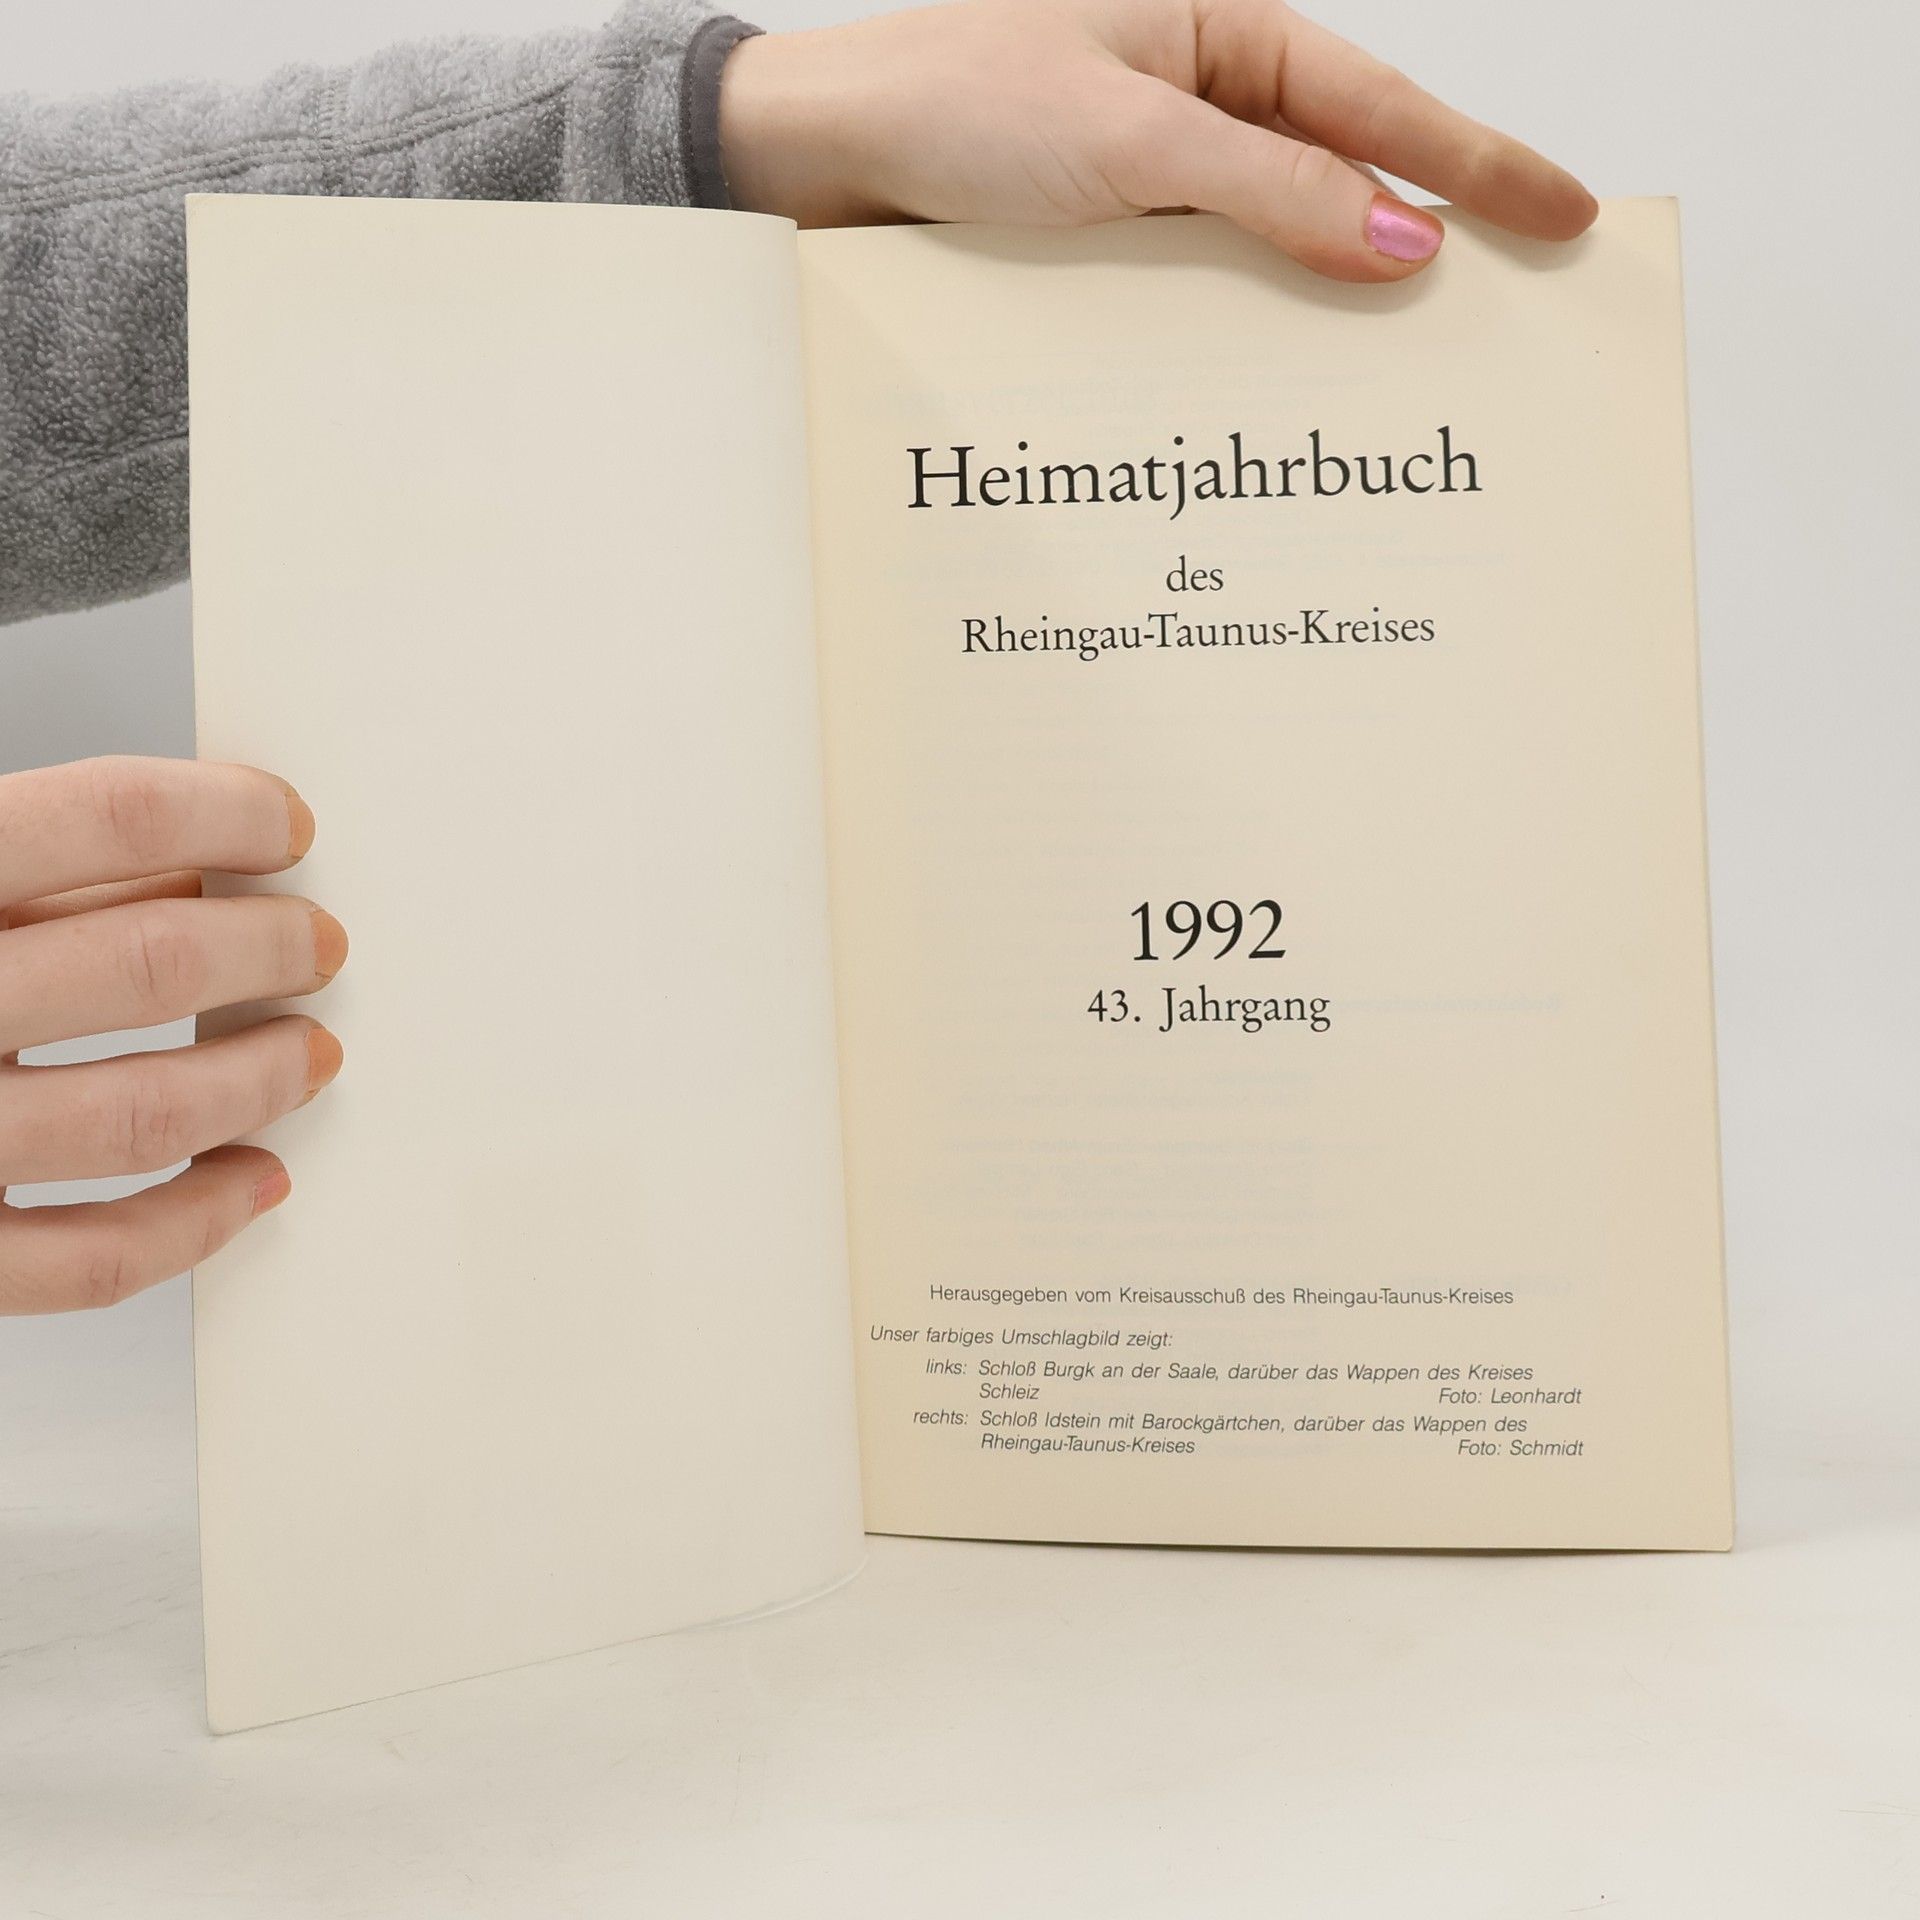 Heimatjahrbuch
des
Rheingau-Taunus-Kreises
1992
43. Jahrgang
Herausgegeben vom Kreisausschuß des Rheingau-Taunus-Kreises
Unser farbiges Umschlagbild zeigt:
links: Schloß Burgk an der Saale, darüber das Wappen des Kreises
Schleiz Foto: Leonhardt
rechts: Schloß Idstein mit Barockgärtchen, darüber das Wappen des
Rheingau-Taunus-Kreises Foto: Schmidt